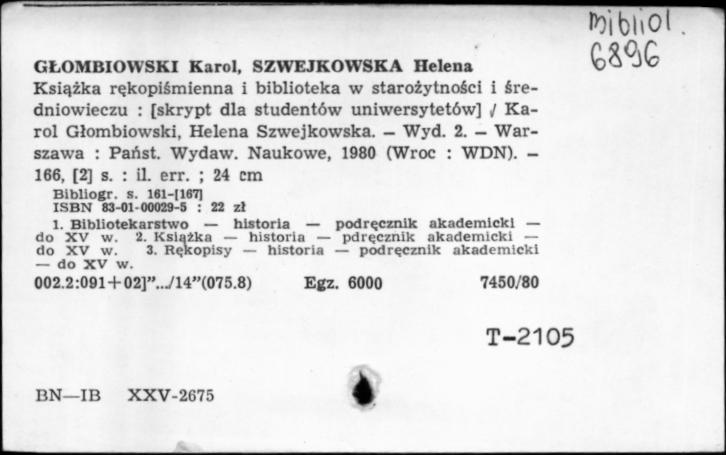 Bibliol.
6896
GŁOMBIOWSKI Karol, SZWEJKOWSKA Helena
Książka rękopiśmienna i biblioteka w starożytności i śre-
dniowieczu : [skrypt dla studentów uniwersytetów] / Ka-
rol Głombiowski, Helena Szwejkowska. — Wyd. 2. — War-
szawa : Państ. Wydaw. Naukowe, 1980 (Wroc : WDN). —
166, [2] s. : il. err. ; 24 cm
Bibliogr. s. 161-[167]
ISBN 83-01-00029-5 : 22 zł
1. Bibliotekarstwo — historia — podręcznik akademicki —
do XV w. 2. Książka — historia — pdręcznik akademicki —
do XV w. 3. Rękopisy — historia — podręcznik akademicki
— do XV w.
002.2:091+02]”.../14”(075.8) Egz. 6000 7450/80
T-2105
BN—IB XXV-2675